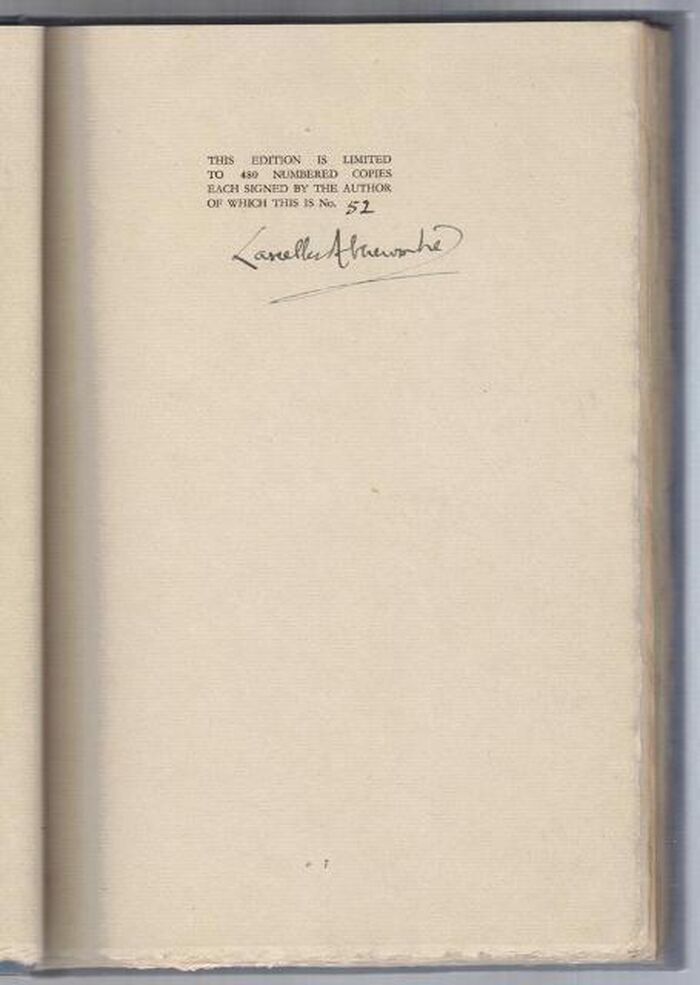 THIS EDITION IS LIMITED
TO 480 NUMBERED COPIES
EACH SIGNED BY THE AUTHOR
OF WHICH THIS IS No. 52
Lascelles Abercrombie